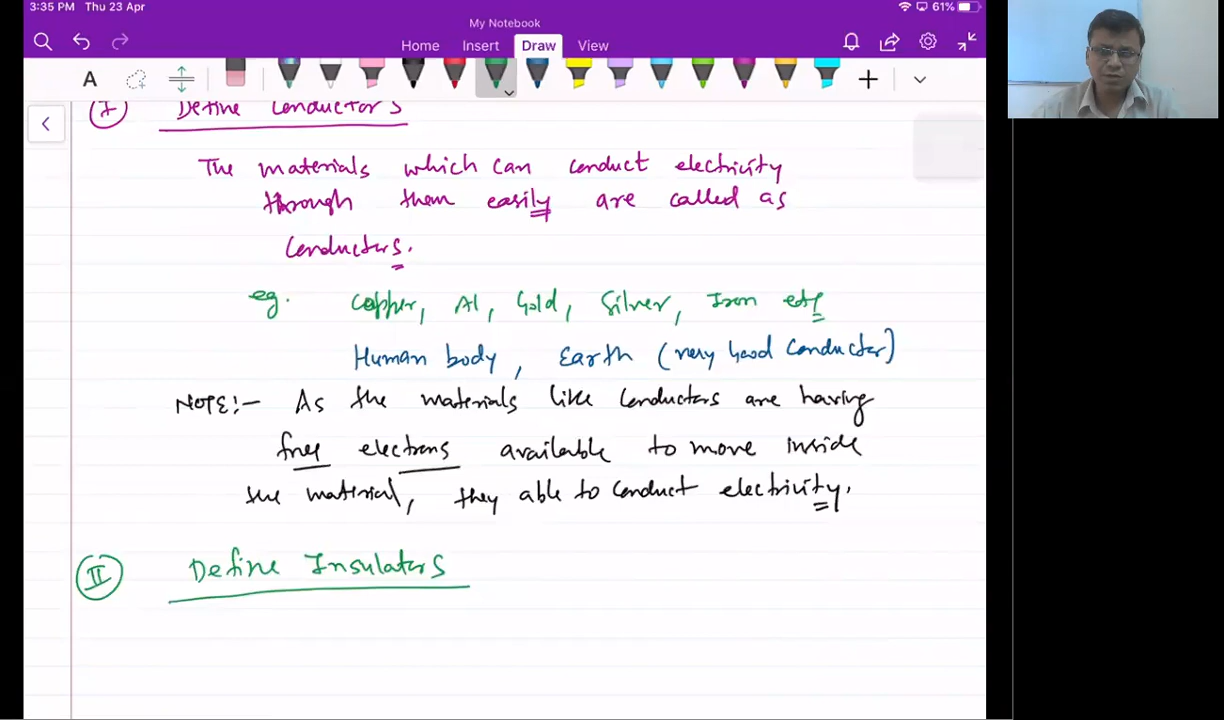 3:35 PM Thu 23 Apr
61%
My Notebook
Home Insert Draw View
A
I Define Conductors
The materials which can conduct electricity
through them easily are called as
Conductors.
eg. Copper, Al, Gold, Silver, Iron etc
Human body, Earth (very Good Conductor)
NOTE:- As the materials like Conductors are having
free electrons available to move inside
the material, they able to conduct electricity.
II Define Insulators